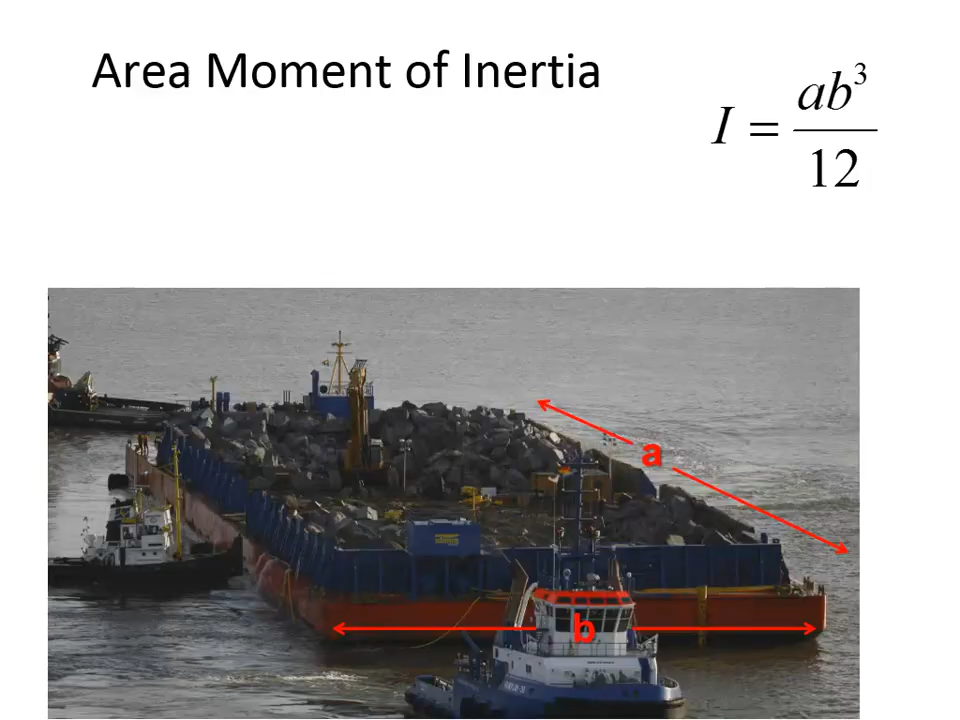 Area Moment of Inertia
I = ab³/12
a
b